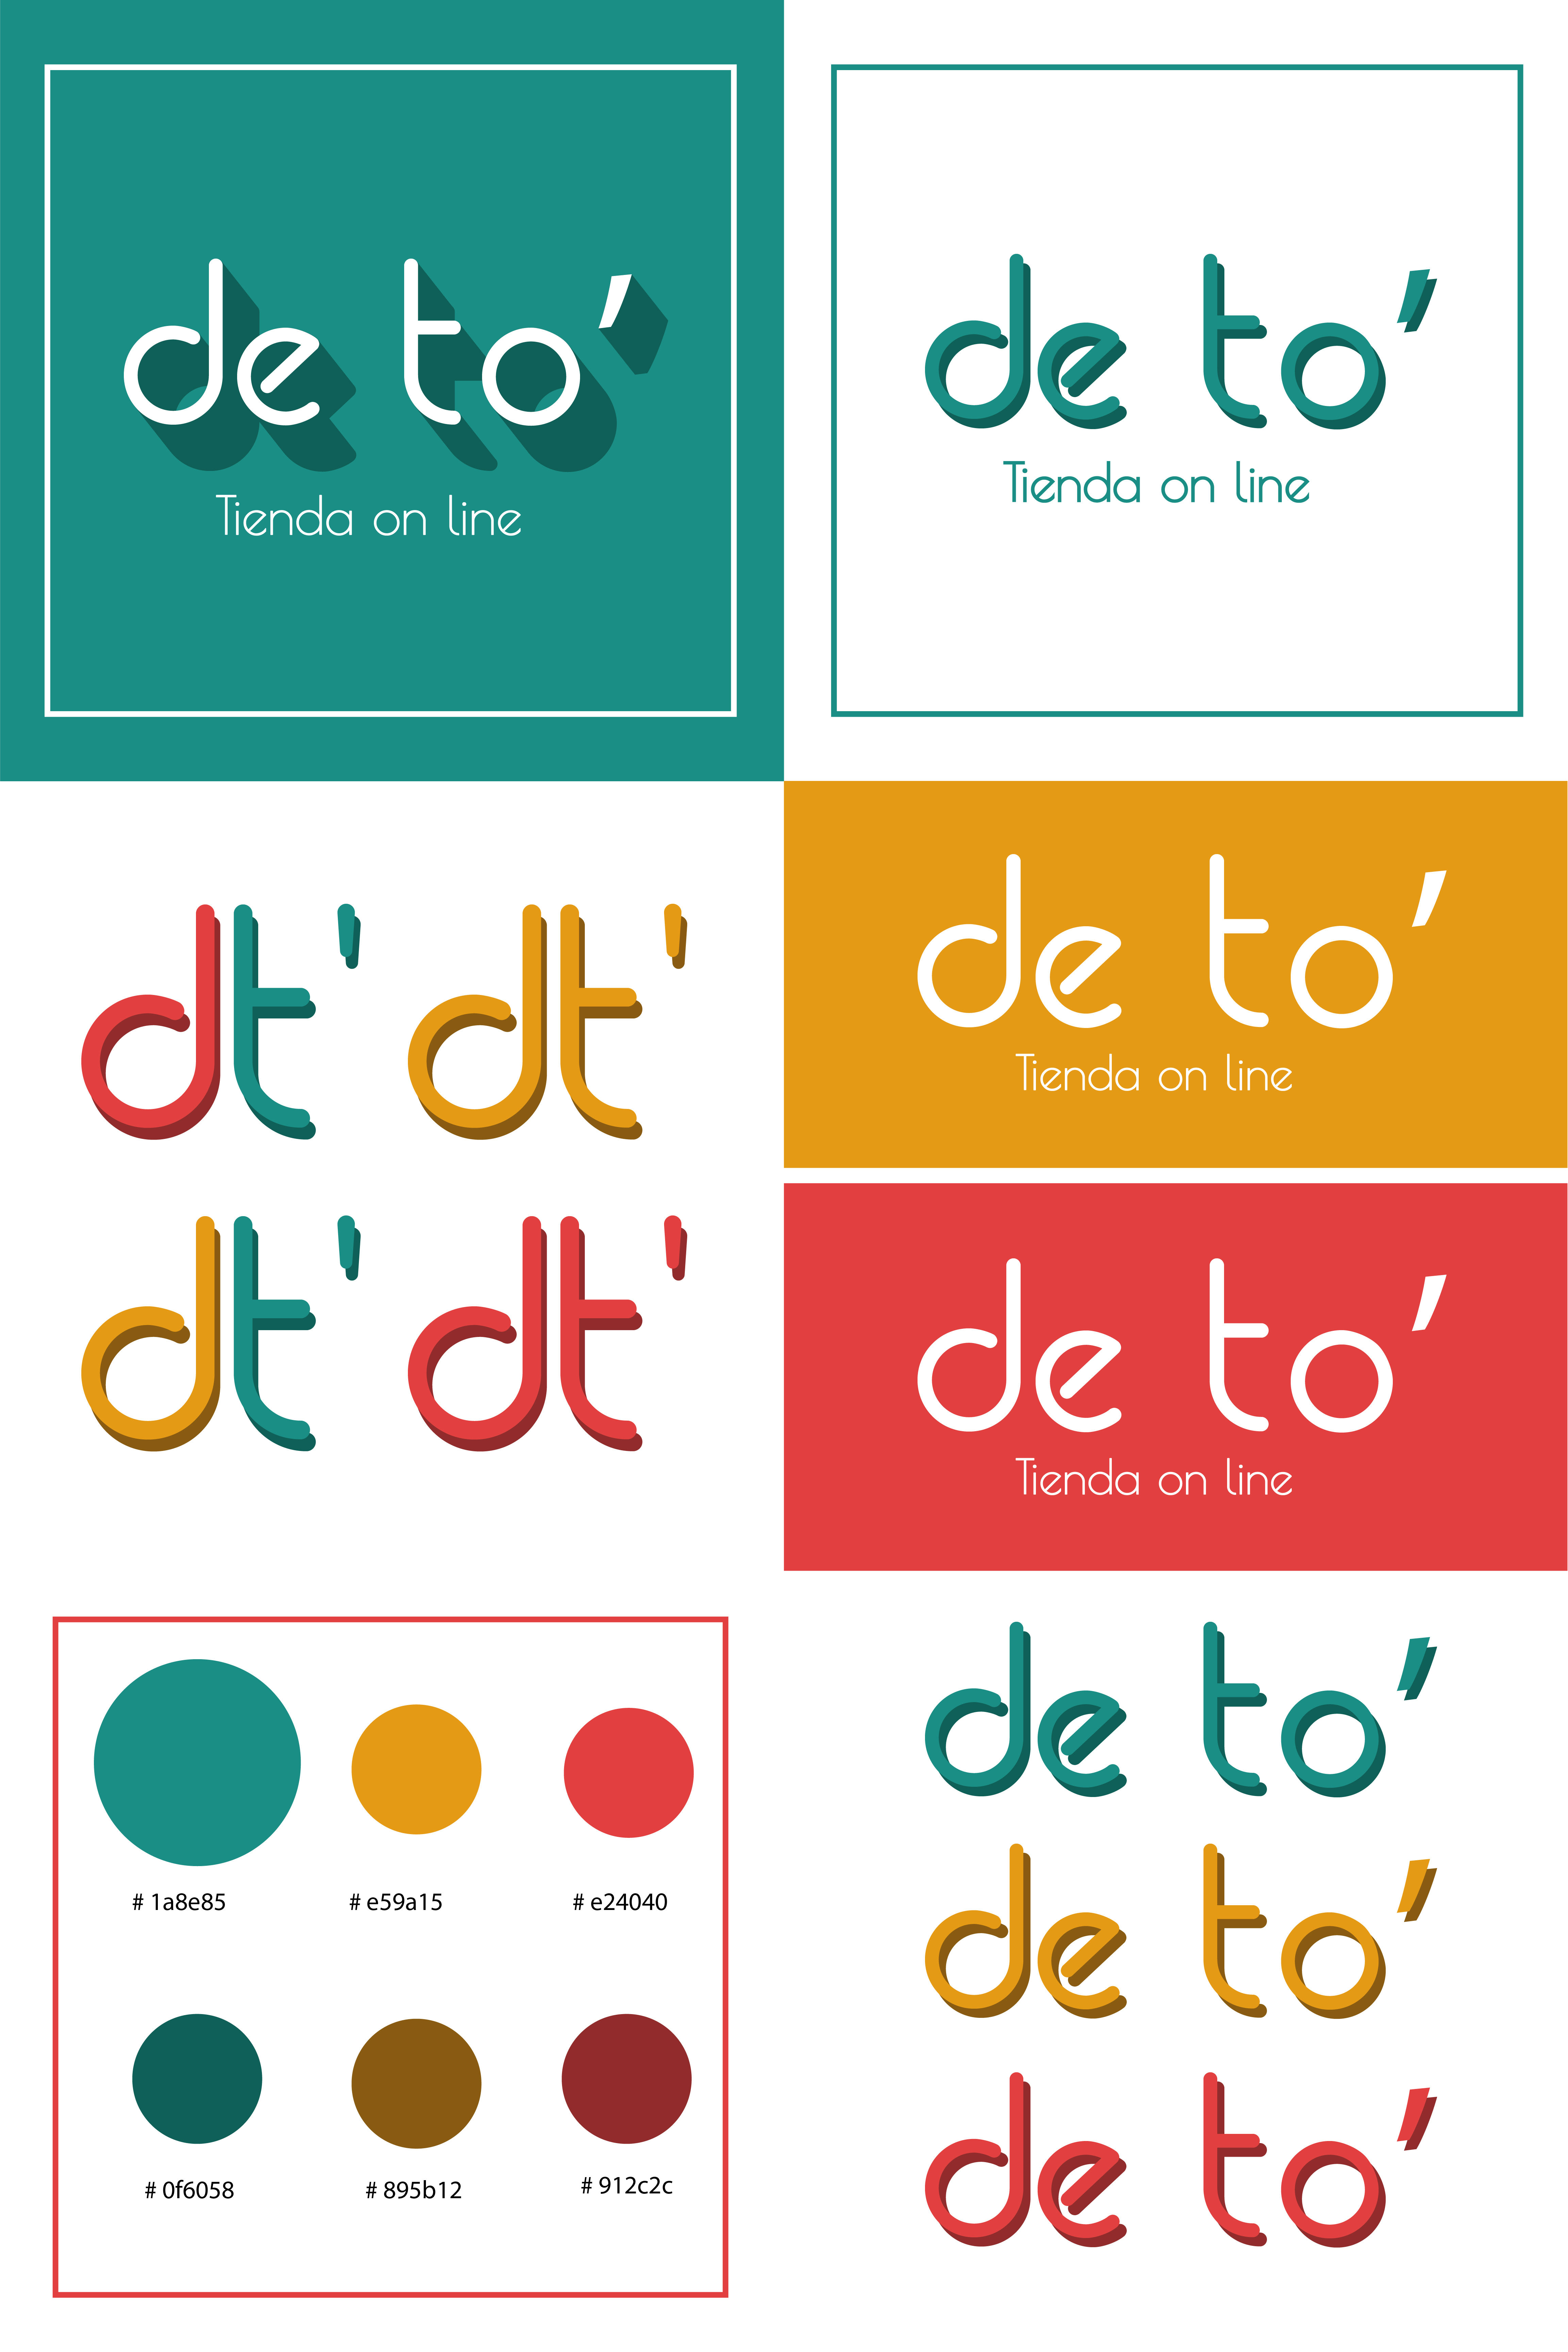 de to’
Tienda on line
de to’
Tienda on line
dt'
dt'
dt'
dt'
de to’
Tienda on line
de to’
Tienda on line
# 1a8e85
# e59a15
# e24040
# 0f6058
# 895b12
# 912c2c
de to’
de to’
de to’